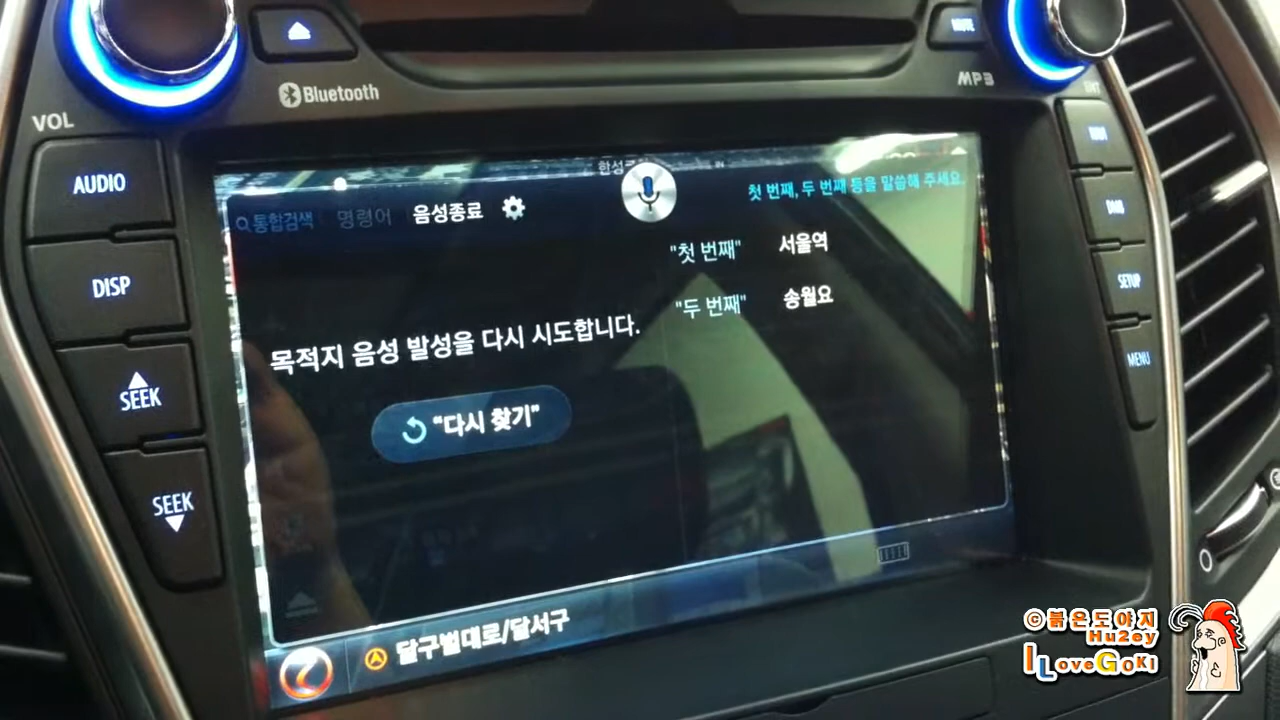 MUTE
Bluetooth
MP3
VOL
AUDIO
DISP
SEEK
SEEK
SETUP
MENU
통합검색 명령어 음성종료
첫 번째, 두 번째 등을 말씀해 주세요.
"첫 번째" 서울역
"두 번째" 송월요
목적지 음성 발성을 다시 시도합니다.
"다시 찾기"
달구벌대로/달서구
©붉은도야지
Hu2ey
I LoveGoKi